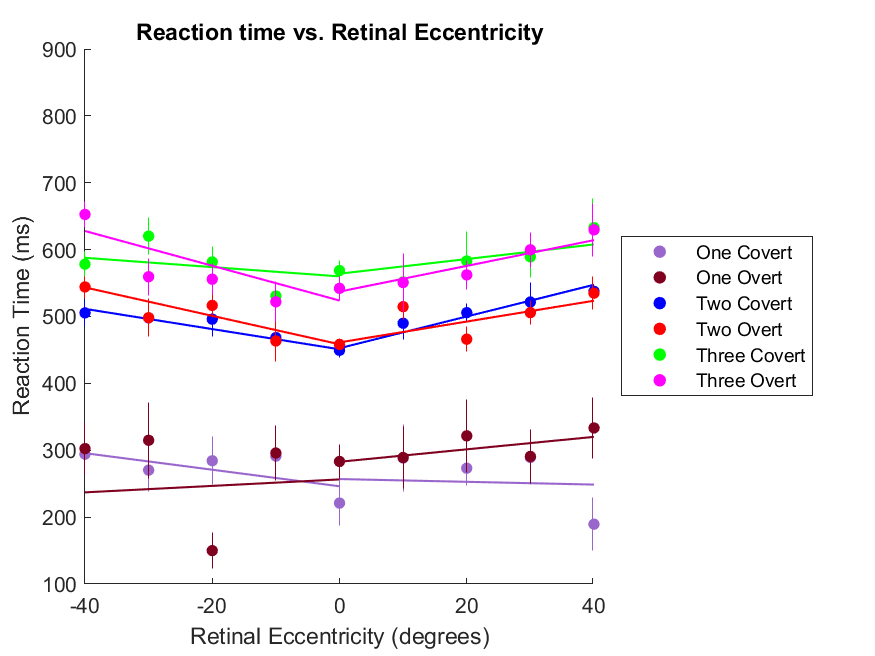 Reaction time vs. Retinal Eccentricity
900
800
700
600
500
400
300
200
100
Reaction Time (ms)
-40
-20
0
20
40
Retinal Eccentricity (degrees)
One Covert
One Overt
Two Covert
Two Overt
Three Covert
Three Overt